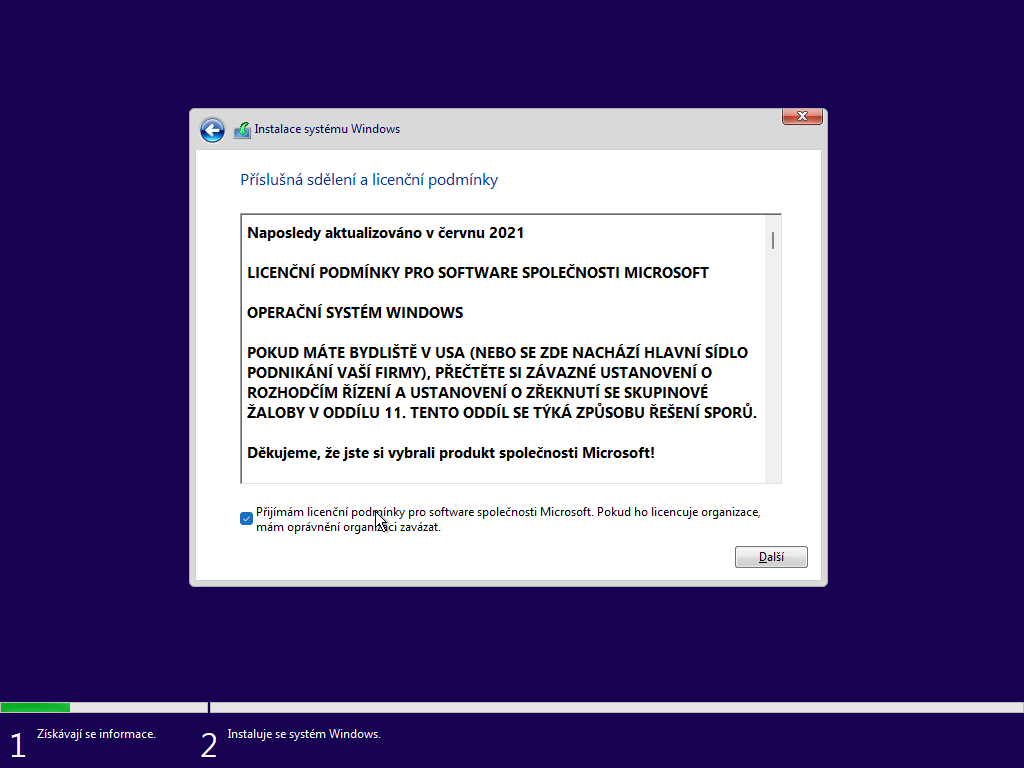 Instalace systému Windows
Příslušná sdělení a licenční podmínky
Naposledy aktualizováno v červnu 2021
LICENČNÍ PODMÍNKY PRO SOFTWARE SPOLEČNOSTI MICROSOFT
OPERAČNÍ SYSTÉM WINDOWS
POKUD MÁTE BYDLIŠTĚ V USA (NEBO SE ZDE NACHÁZÍ HLAVNÍ SÍDLO
PODNIKÁNÍ VAŠÍ FIRMY), PŘEČTĚTE SI ZÁVAZNÉ USTANOVENÍ O
ROZHODČÍM ŘÍZENÍ A USTANOVENÍ O ZŘEKNUTÍ SE SKUPINOVÉ
ŽALOBY V ODDÍLU 11. TENTO ODDÍL SE TÝKÁ ZPŮSOBU ŘEŠENÍ SPORŮ.
Děkujeme, že jste si vybrali produkt společnosti Microsoft!
Přijímám licenční podmínky pro software společnosti Microsoft. Pokud ho licencuje organizace,
mám oprávnění organizaci zavázat.
Další
1 Získávají se informace.
2 Instaluje se systém Windows.